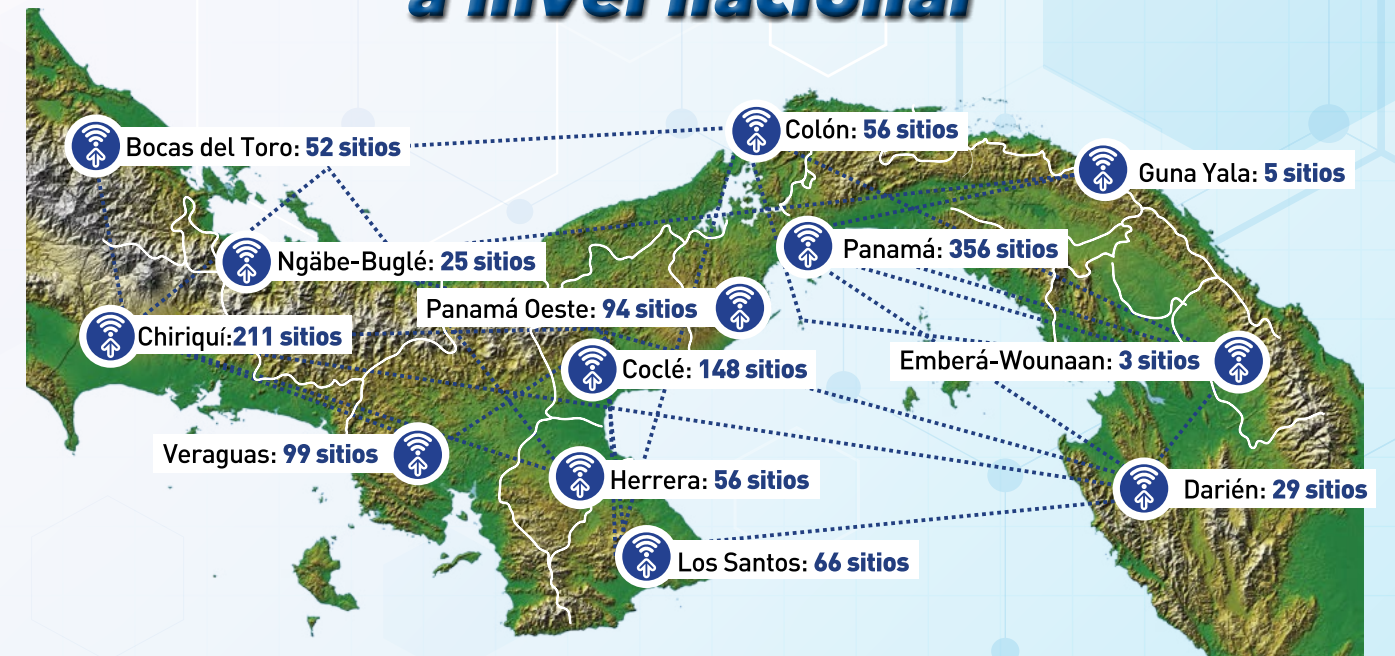 a nivel nacional
Bocas del Toro: 52 sitios
Colón: 56 sitios
Guna Yala: 5 sitios
Ngäbe-Buglé: 25 sitios
Panamá: 356 sitios
Panamá Oeste: 94 sitios
Chiriquí:211 sitios
Coclé: 148 sitios
Emberá-Wounaan: 3 sitios
Veraguas: 99 sitios
Herrera: 56 sitios
Darién: 29 sitios
Los Santos: 66 sitios